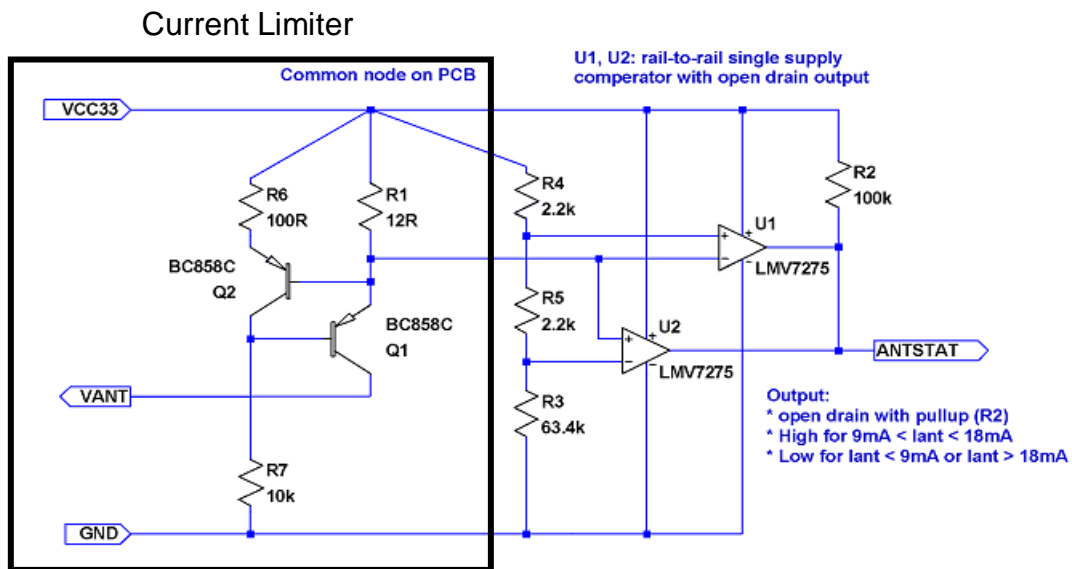 Current Limiter
Common node on PCB
U1, U2: rail-to-rail single supply
comperator with open drain output
VCC33
R6
100R
R1
12R
R4
2.2k
R2
100k
+
-
+
-
U1
LMV7275
BC858C
Q2
BC858C
Q1
R5
2.2k
+
-
+
-
U2
LMV7275
ANTSTAT
VANT
R3
63.4k
Output:
* open drain with pullup (R2)
* High for 9mA < Iant < 18mA
* Low for Iant < 9mA or Iant > 18mA
R7
10k
GND